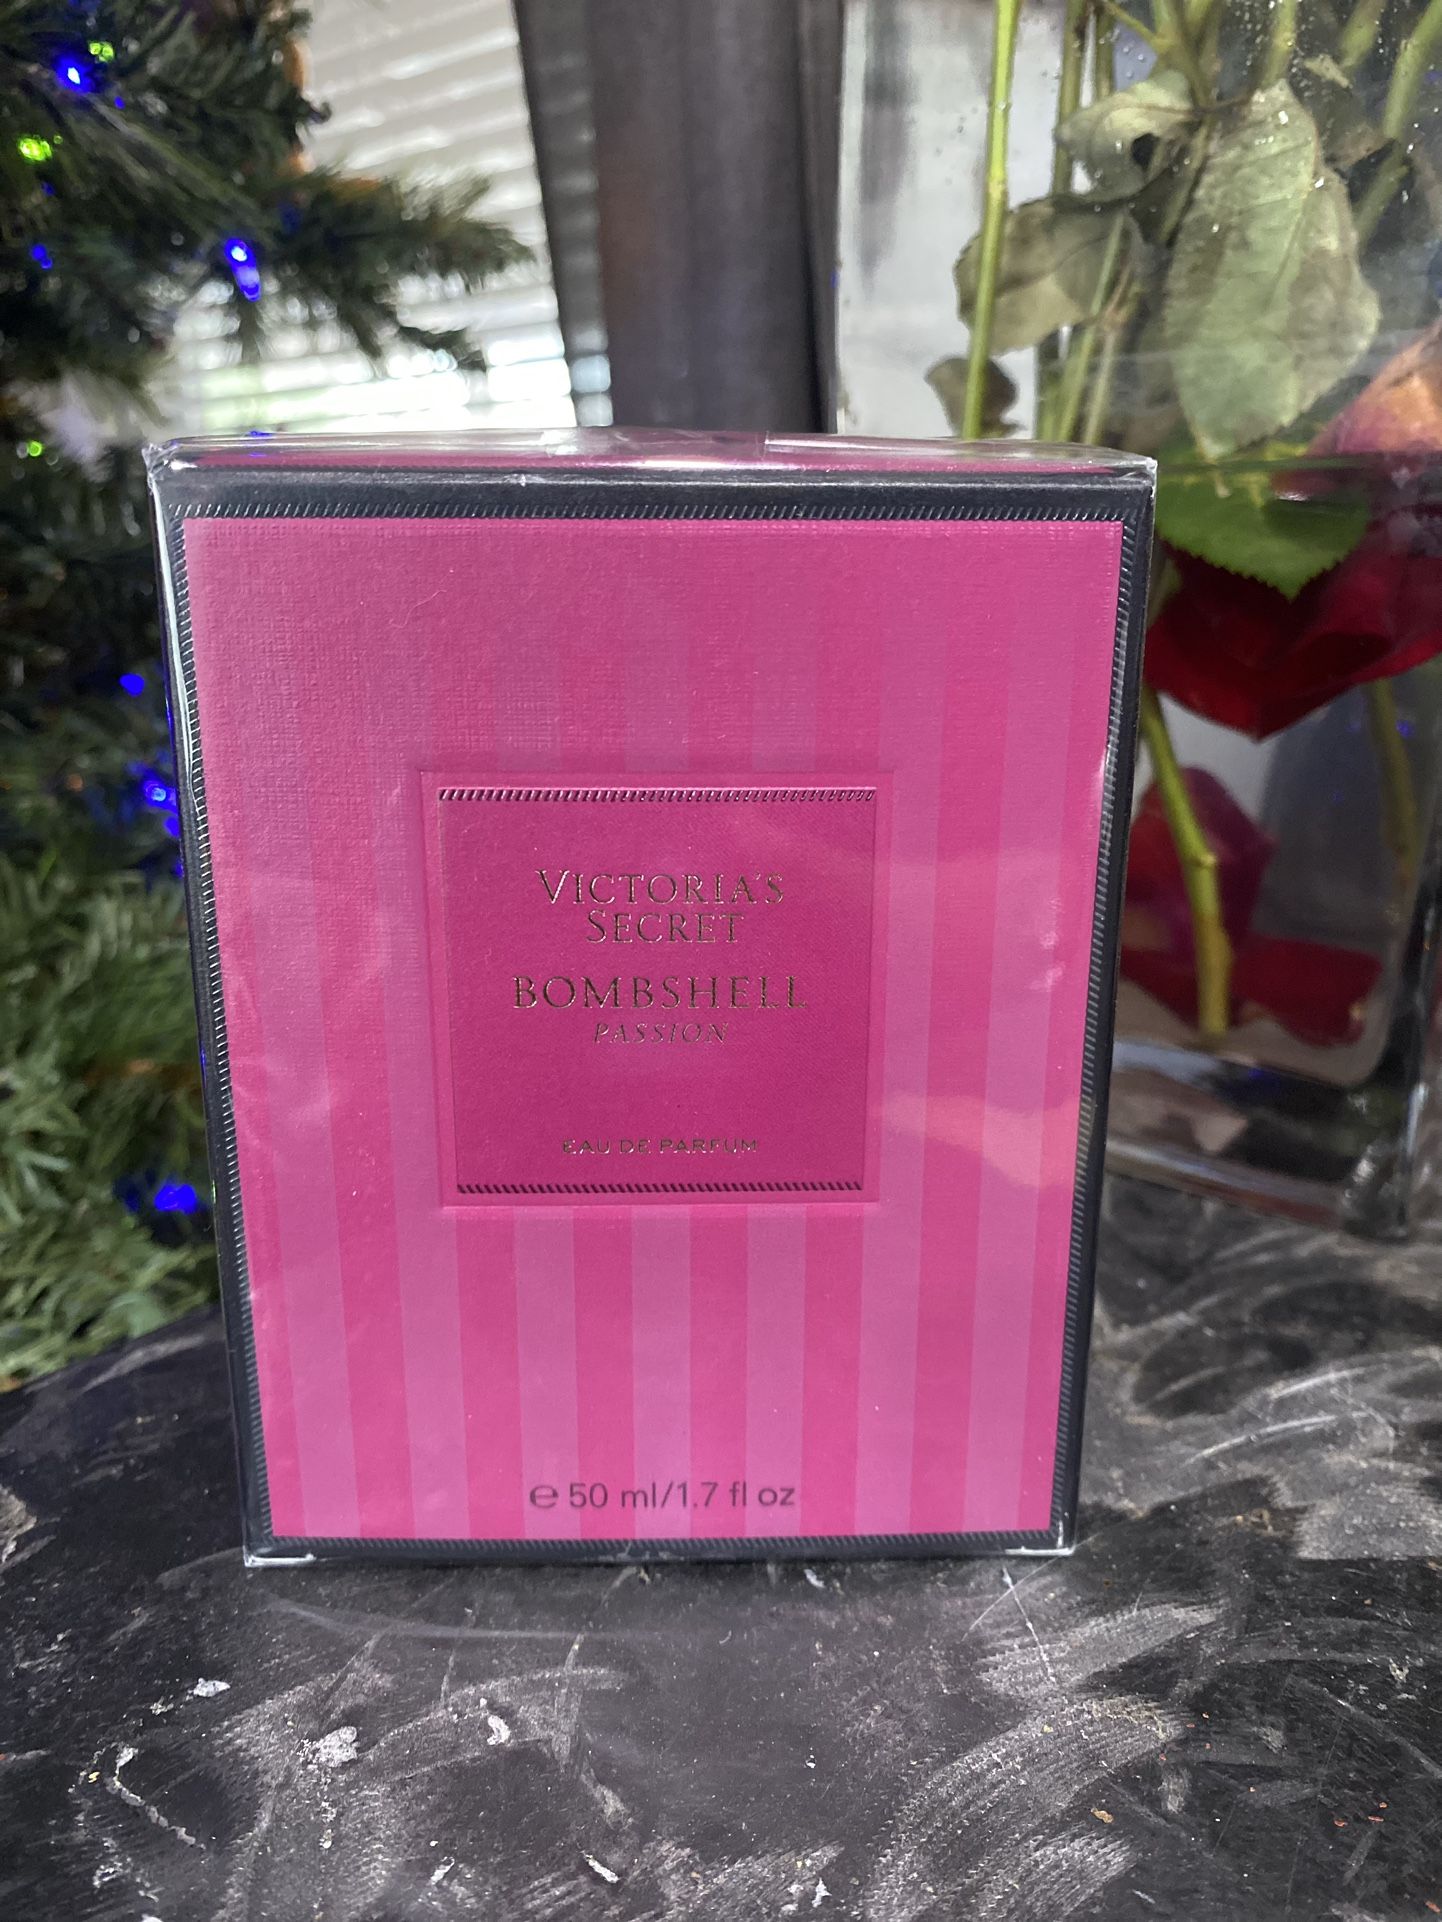 VICTORIA'S
SECRET
BOMBSHELL
PASSION
EAU DE PARFUM
℮ 50 ml/1.7 fl oz